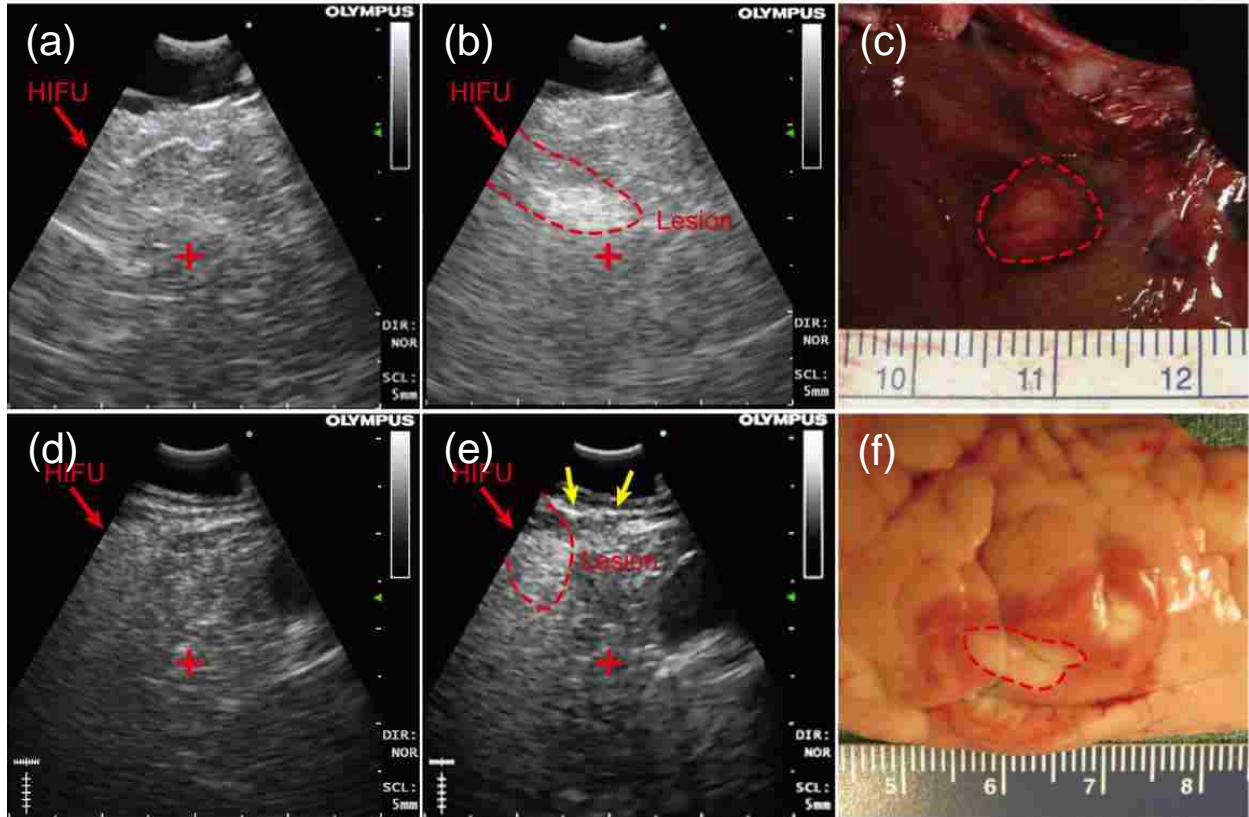 (a)
OLYMPUS
HIFU
DIR:
NOR
SCL:
5mm
(b)
OLYMPUS
HIFU
Lesion
DIR:
NOR
SCL:
5mm
(c)
10 11 12
(d)
OLYMPUS
HIFU
DIR:
NOR
SCL:
5mm
(e)
OLYMPUS
HIFU
Lesion
DIR:
NOR
SCL:
5mm
(f)
5 6 7 8